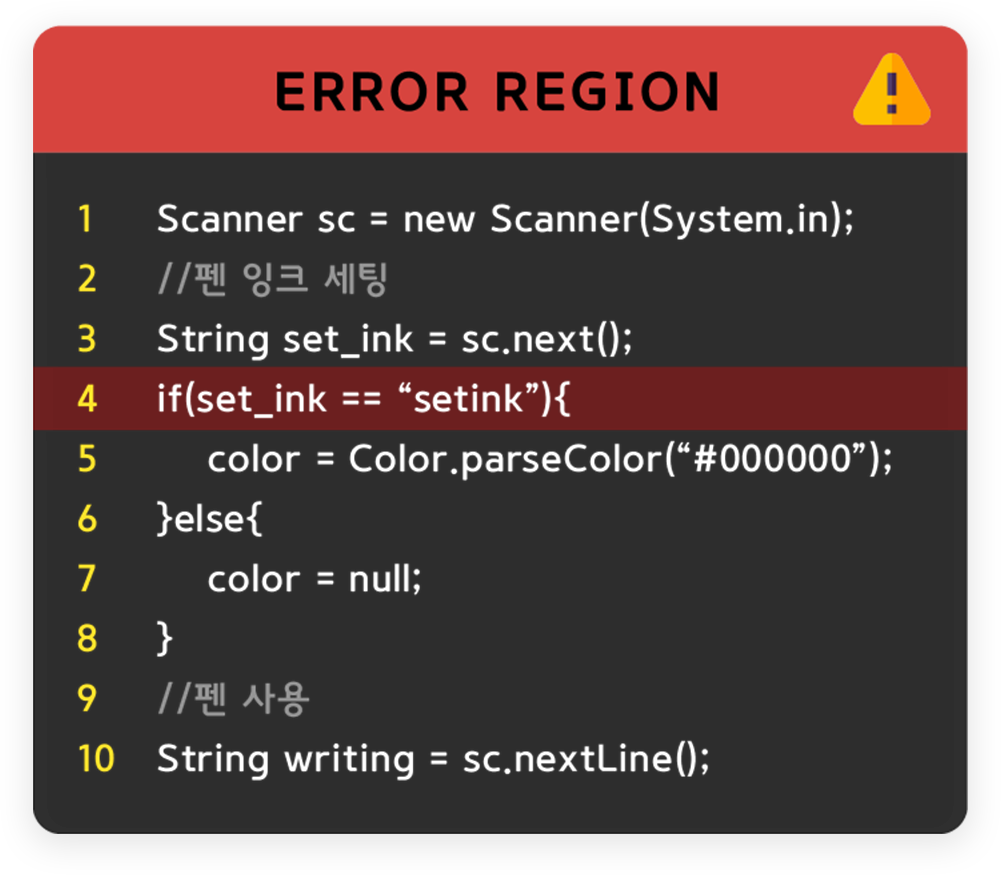 ERROR REGION
1 Scanner sc = new Scanner(System.in);
2 //펜 잉크 세팅
3 String set_ink = sc.next();
4 if(set_ink == “setink”){
5 color = Color.parseColor(“#000000”);
6 }else{
7 color = null;
8 }
9 //펜 사용
10 String writing = sc.nextLine();